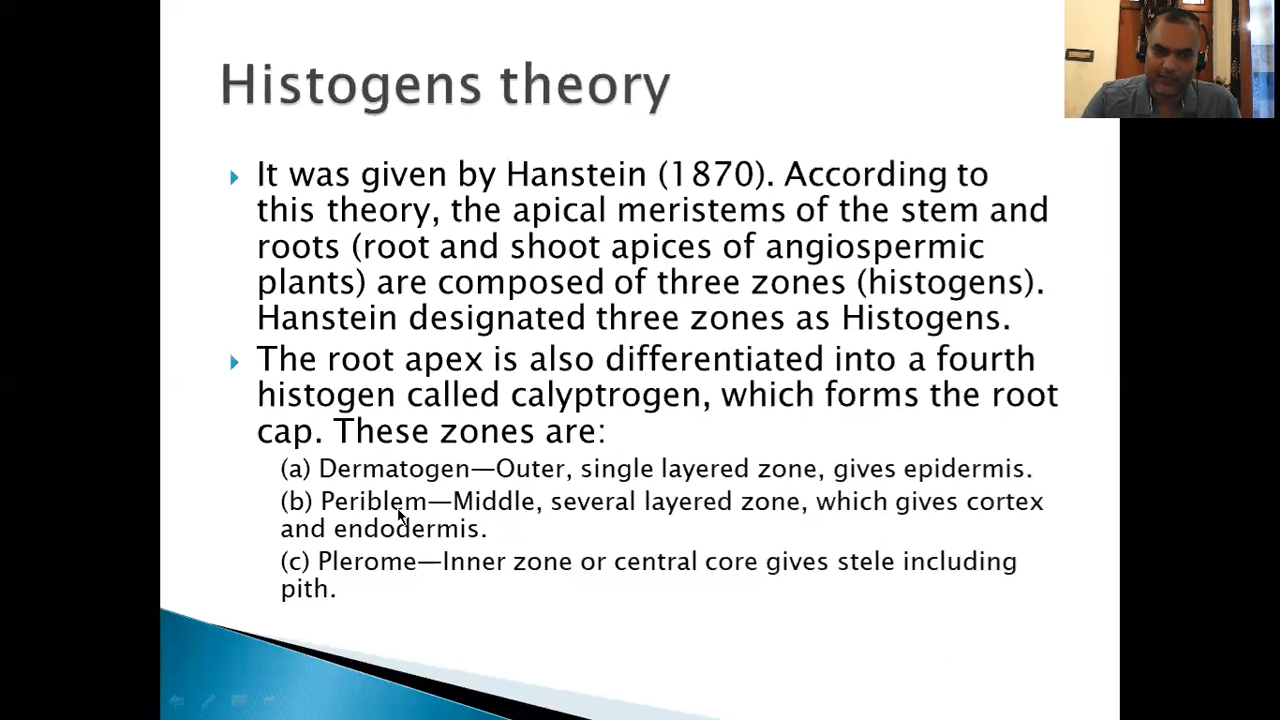 Histogens theory
It was given by Hanstein (1870). According to
this theory, the apical meristems of the stem and
roots (root and shoot apices of angiospermic
plants) are composed of three zones (histogens).
Hanstein designated three zones as Histogens.
The root apex is also differentiated into a fourth
histogen called calyptrogen, which forms the root
cap. These zones are:
(a) Dermatogen—Outer, single layered zone, gives epidermis.
(b) Periblem—Middle, several layered zone, which gives cortex
and endodermis.
(c) Plerome—Inner zone or central core gives stele including
pith.